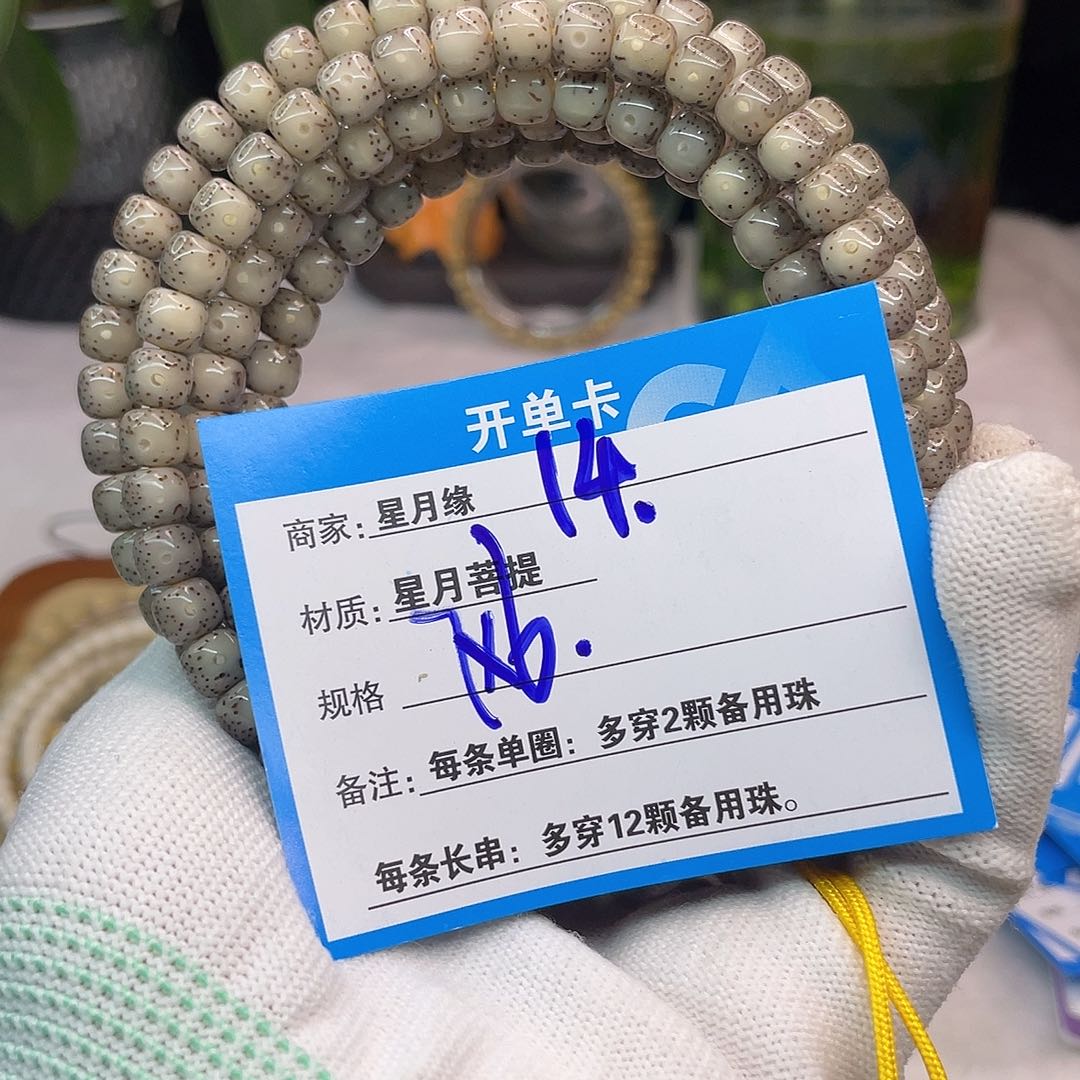 开单卡
14.
商家：星月缘
材质：星月菩提
7x6.
规格
备注：每条单圈：多穿2颗备用珠
每条长串：多穿12颗备用珠。